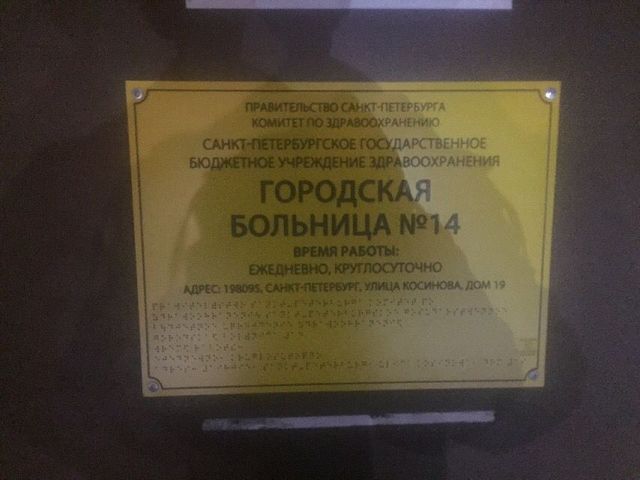 ПРАВИТЕЛЬСТВО САНКТ-ПЕТЕРБУРГА
КОМИТЕТ ПО ЗДРАВООХРАНЕНИЮ
САНКТ-ПЕТЕРБУРГСКОЕ ГОСУДАРСТВЕННОЕ
БЮДЖЕТНОЕ УЧРЕЖДЕНИЕ ЗДРАВООХРАНЕНИЯ
ГОРОДСКАЯ
БОЛЬНИЦА №14
ВРЕМЯ РАБОТЫ:
ЕЖЕДНЕВНО, КРУГЛОСУТОЧНО
АДРЕС: 198095, САНКТ-ПЕТЕРБУРГ, УЛИЦА КОСИНОВА, ДОМ 19